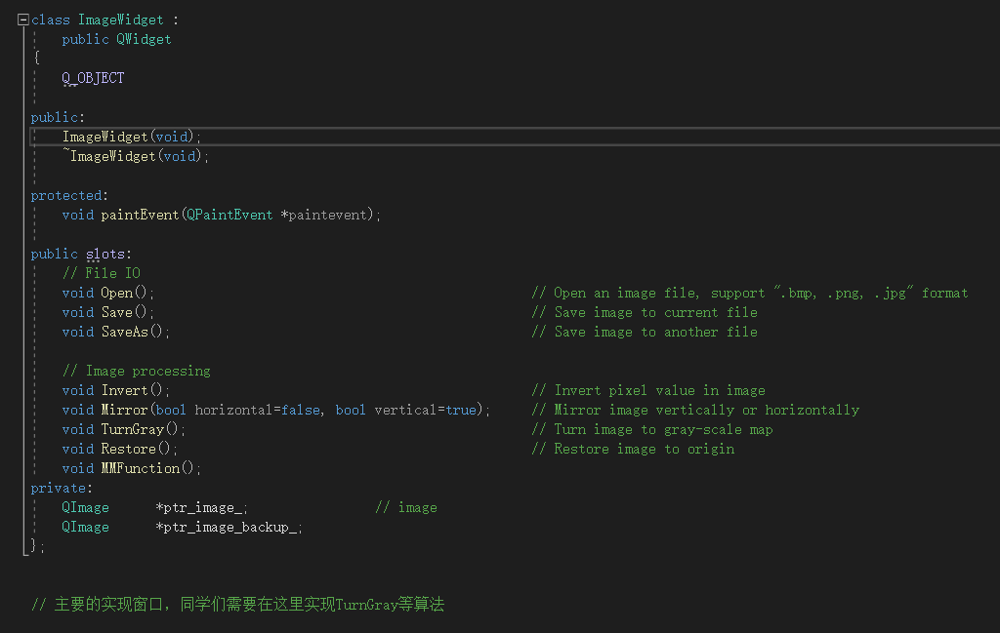 class ImageWidget :
public QWidget
{
Q_OBJECT
public:
ImageWidget(void);
~ImageWidget(void);
protected:
void paintEvent(QPaintEvent *paintevent);
public slots:
// File IO
void Open(); // Open an image file, support ".bmp, .png, .jpg" format
void Save(); // Save image to current file
void SaveAs(); // Save image to another file
// Image processing
void Invert(); // Invert pixel value in image
void Mirror(bool horizontal=false, bool vertical=true); // Mirror image vertically or horizontally
void TurnGray(); // Turn image to gray-scale map
void Restore(); // Restore image to origin
void MMFunction();
private:
QImage *ptr_image_; // image
QImage *ptr_image_backup_;
};
// 主要的实现窗口, 同学们需要在这里实现TurnGray等算法